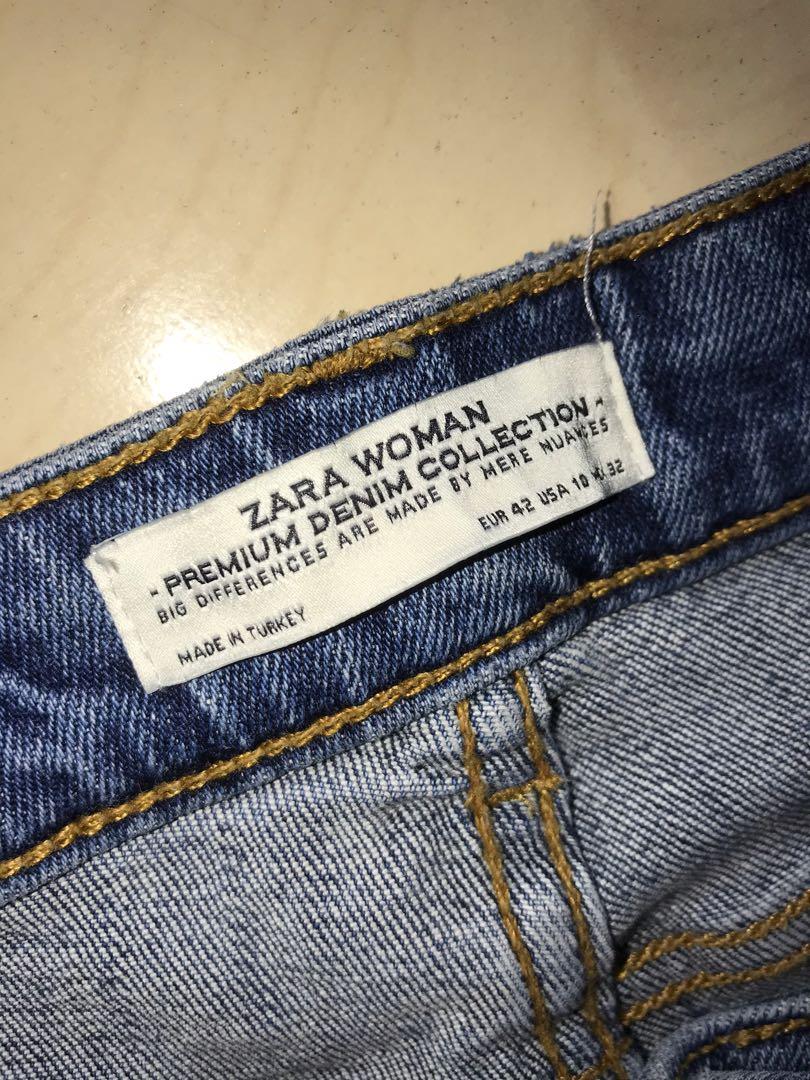 ZARA WOMAN
- PREMIUM DENIM COLLECTION -
BIG DIFFERENCES ARE MADE BY MERE NUANCES
EUR 42 USA 10 32
MADE IN TURKEY